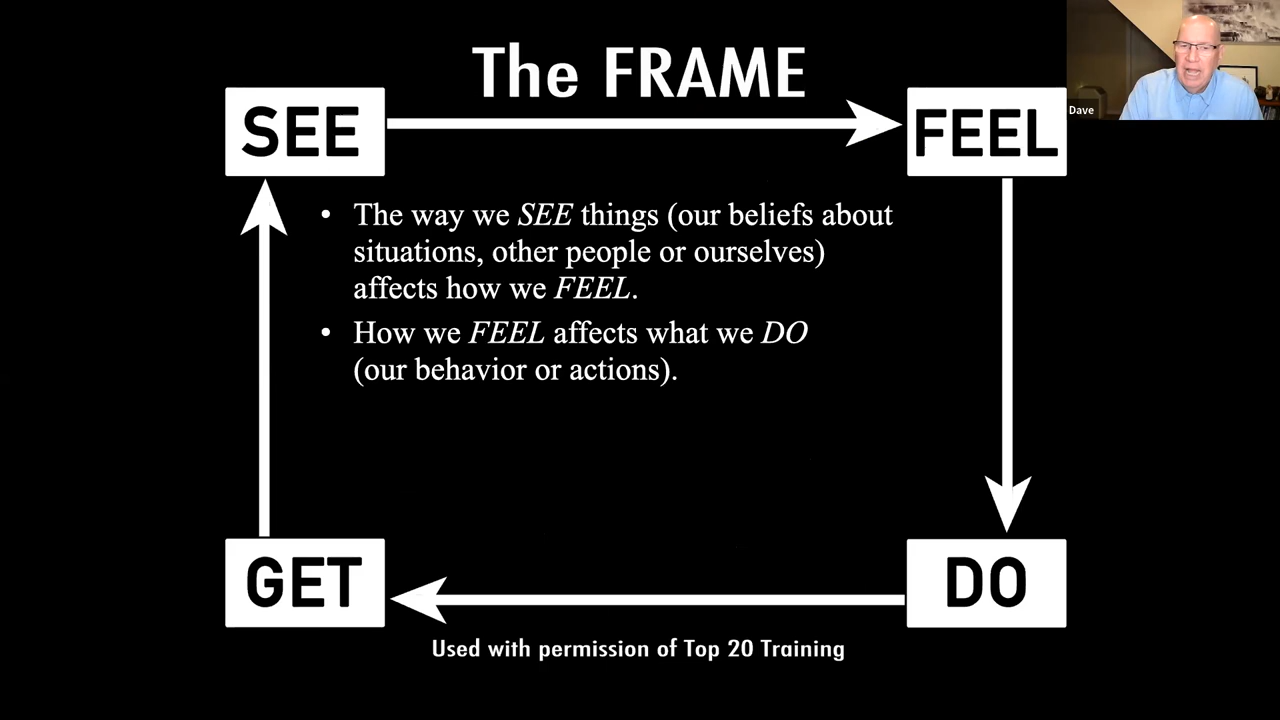 The FRAME
SEE
FEEL
Dave
• The way we SEE things (our beliefs about
situations, other people or ourselves)
affects how we FEEL.
• How we FEEL affects what we DO
(our behavior or actions).
GET
DO
Used with permission of Top 20 Training